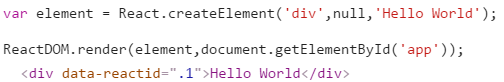 var element = React.createElement('div',null,'Hello World');
ReactDOM.render(element,document.getElementById('app'));
<div data-reactid=".1">Hello World</div>